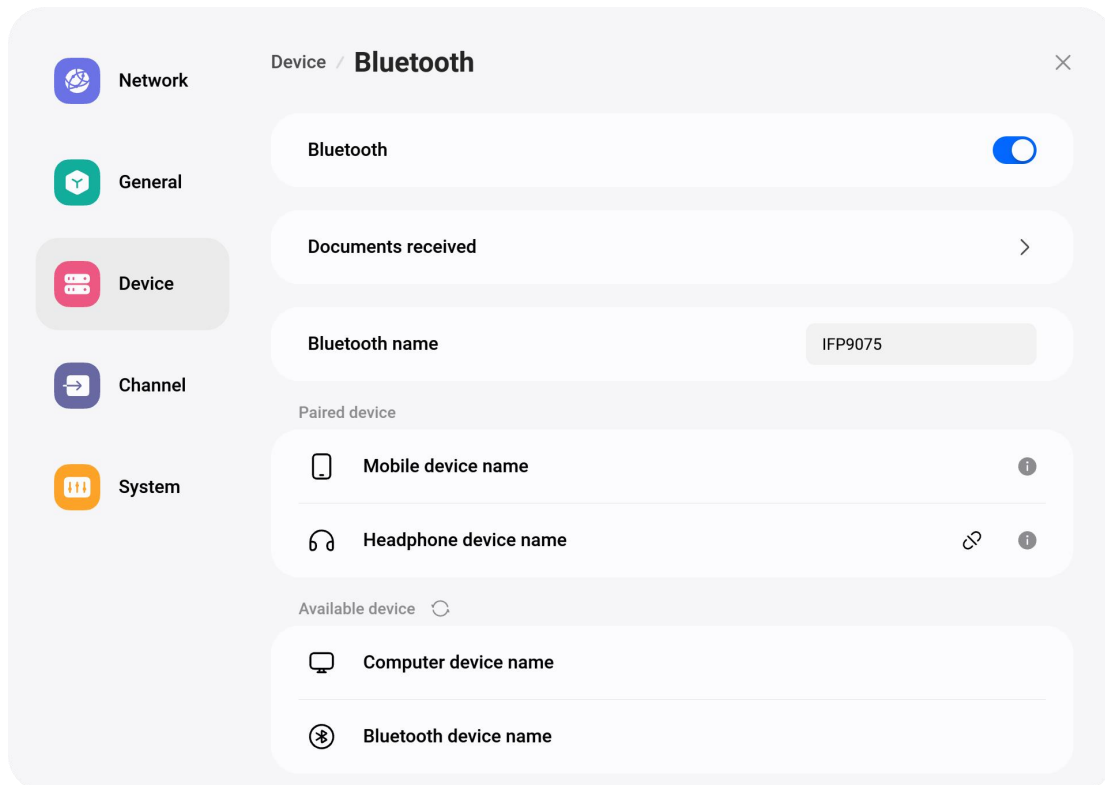 Network
General
Device
Channel
System
Device / Bluetooth
Bluetooth
Documents received
Bluetooth name
IFP9075
Paired device
Mobile device name
Headphone device name
Available device
Computer device name
Bluetooth device name